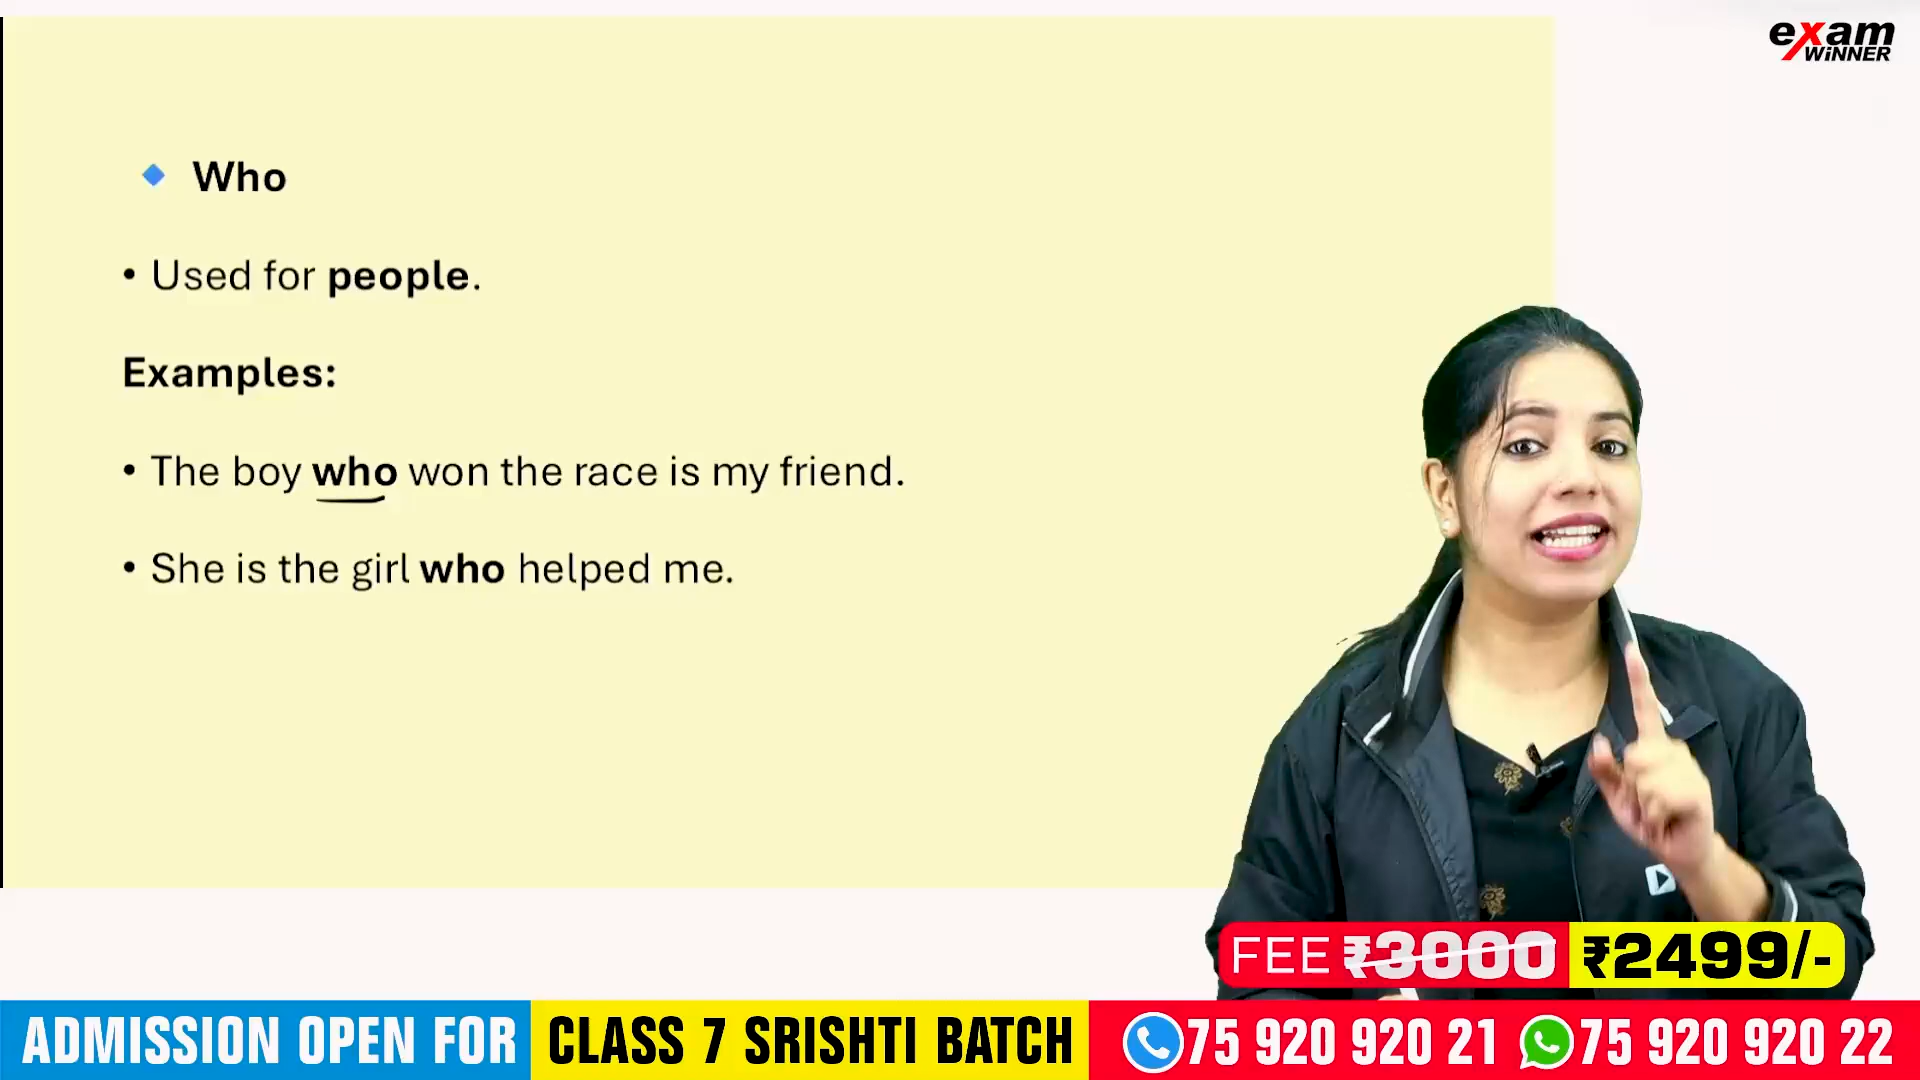 exam
WiNNER
Who
• Used for people.
Examples:
• The boy who won the race is my friend.
• She is the girl who helped me.
FEE ₹3000 ₹2499/-
ADMISSION OPEN FOR CLASS 7 SRISHTI BATCH 75 920 920 21 75 920 920 22